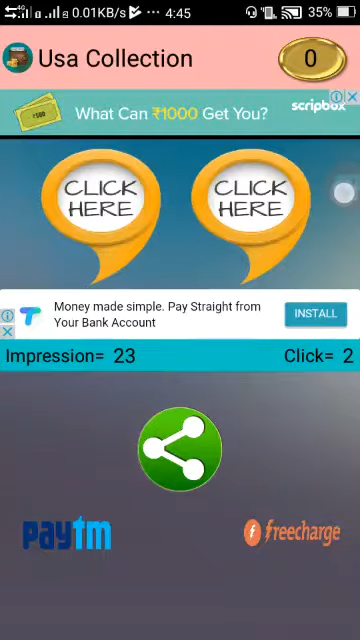 4G 0.01KB/s ... 4:45 35%
Usa Collection 0
What Can ₹1000 Get You? scripbox
CLICK HERE
CLICK HERE
Money made simple. Pay Straight from
Your Bank Account
INSTALL
Impression= 23 Click= 2
paytm freecharge